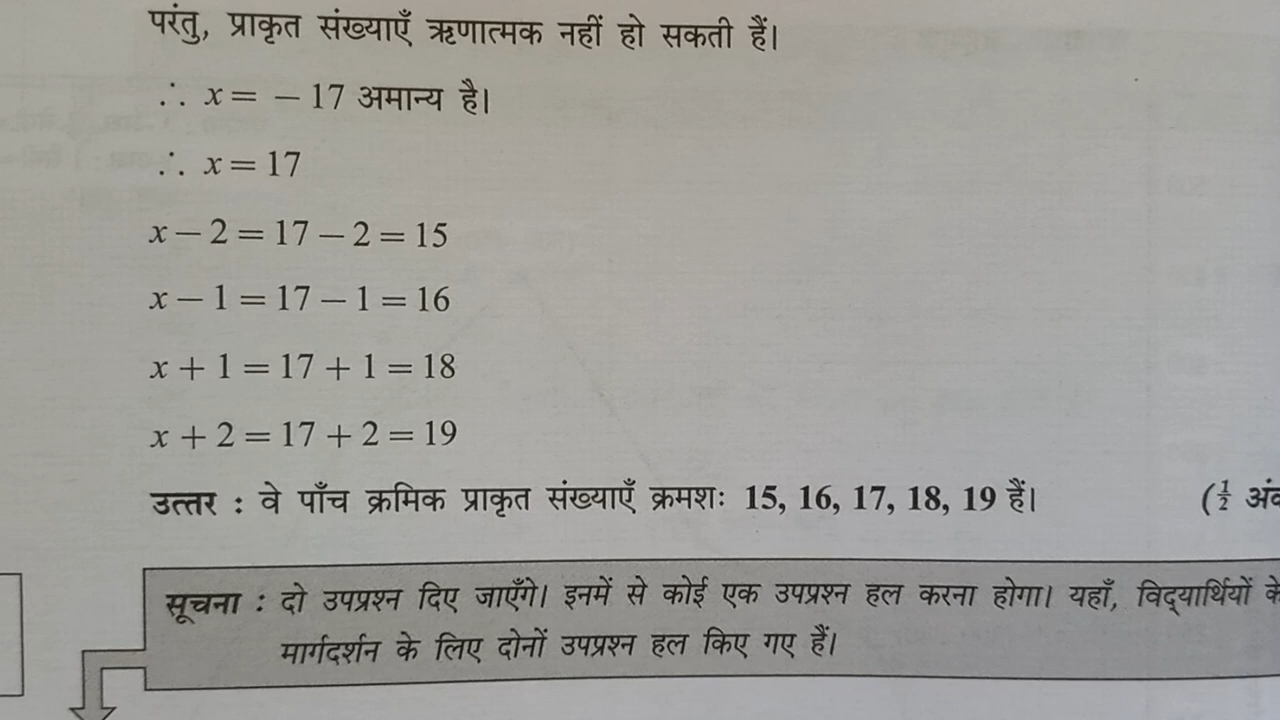 परंतु, प्राकृत संख्याएँ ऋणात्मक नहीं हो सकती हैं।
∴ x = − 17 अमान्य है।
∴ x = 17
x − 2 = 17 − 2 = 15
x − 1 = 17 − 1 = 16
x + 1 = 17 + 1 = 18
x + 2 = 17 + 2 = 19
उत्तर : वे पाँच क्रमिक प्राकृत संख्याएँ क्रमशः 15, 16, 17, 18, 19 हैं। (½
सूचना : दो उपप्रश्न दिए जाएँगे। इनमें से कोई एक उपप्रश्न हल करना होगा। यहाँ, विद्यार्थियों के
मार्गदर्शन के लिए दोनों उपप्रश्न हल किए गए हैं।